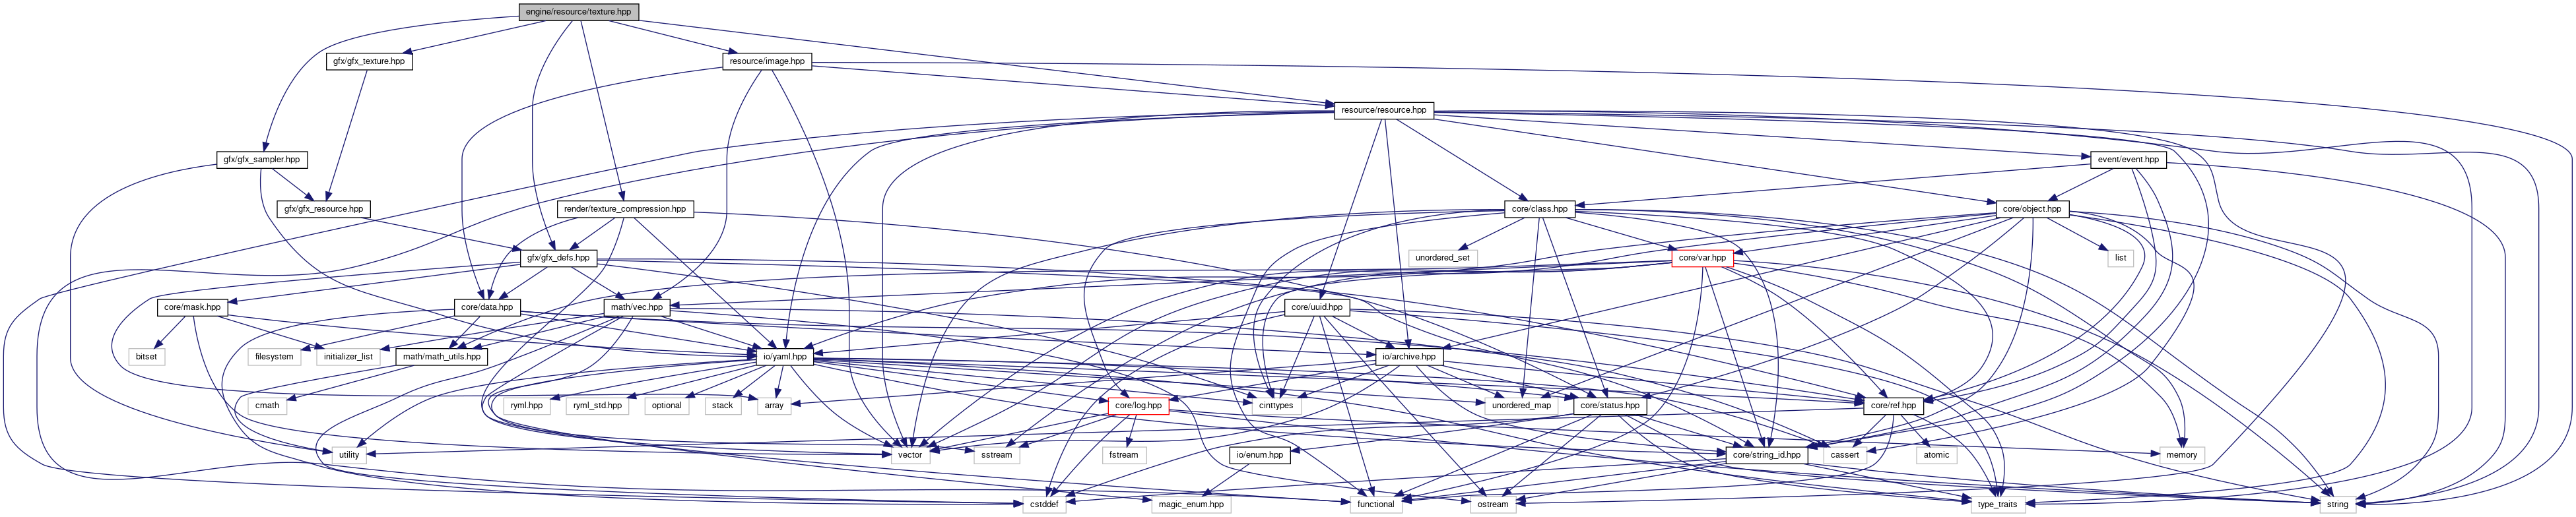 engine/resource/texture.hpp
gfx/gfx_texture.hpp
resource/image.hpp
resource/resource.hpp
gfx/gfx_sampler.hpp
event/event.hpp
gfx/gfx_resource.hpp
render/texture_compression.hpp
core/class.hpp
core/object.hpp
gfx/gfx_defs.hpp
unordered_set
core/var.hpp
list
core/mask.hpp
core/data.hpp
math/vec.hpp
core/uuid.hpp
bitset
filesystem
initializer_list
math/math_utils.hpp
io/yaml.hpp
io/archive.hpp
cmath
ryml.hpp
ryml_std.hpp
optional
stack
array
core/log.hpp
cinttypes
unordered_map
core/status.hpp
core/ref.hpp
utility
vector
sstream
fstream
io/enum.hpp
core/string_id.hpp
cassert
atomic
memory
cstddef
magic_enum.hpp
functional
ostream
type_traits
string